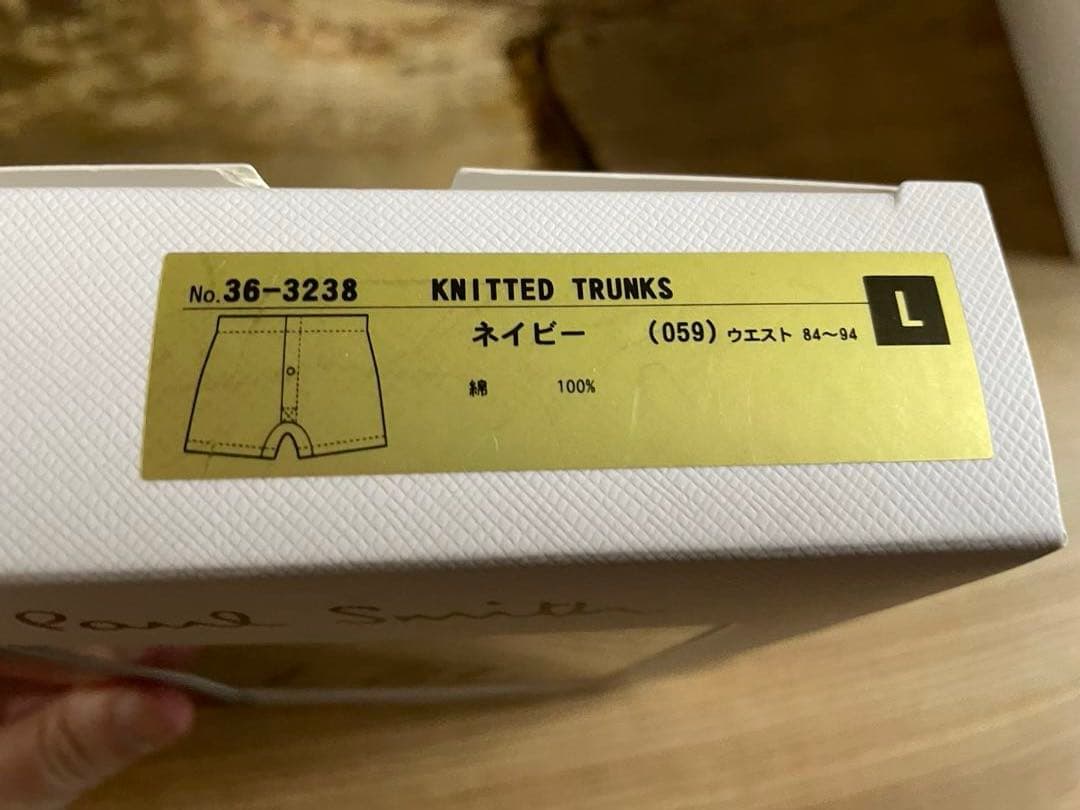 No.36-3238 KNITTED TRUNKS L
ネイビー (059) ウエスト 84〜94
綿 100%
Paul Smith